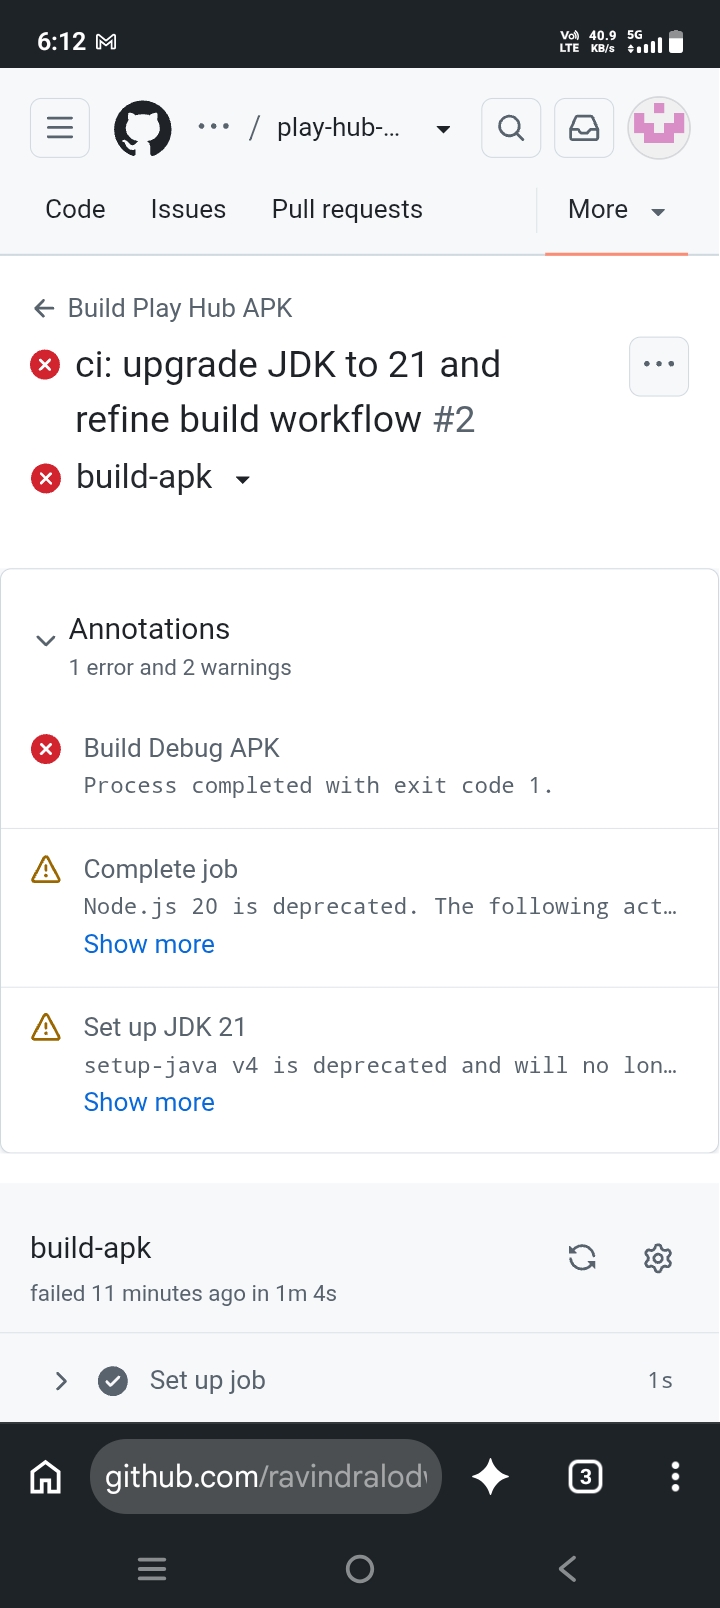 6:12
Vo) LTE 40.9 KB/s 5G
... / play-hub-...
Code Issues Pull requests More
Build Play Hub APK
ci: upgrade JDK to 21 and
refine build workflow #2
build-apk
Annotations
1 error and 2 warnings
Build Debug APK
Process completed with exit code 1.
Complete job
Node.js 20 is deprecated. The following act…
Show more
Set up JDK 21
setup-java v4 is deprecated and will no lon…
Show more
build-apk
failed 11 minutes ago in 1m 4s
Set up job 1s
github.com/ravindralod
3